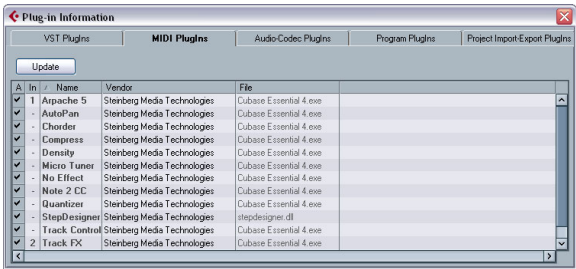 Plug-in Information
VST PlugIns MIDI PlugIns Audio-Codec PlugIns Program PlugIns Project Import-Export PlugIns
Update
A In Name Vendor File
1 Arpache 5 Steinberg Media Technologies Cubase Essential 4.exe
- AutoPan Steinberg Media Technologies Cubase Essential 4.exe
- Chorder Steinberg Media Technologies Cubase Essential 4.exe
- Compress Steinberg Media Technologies Cubase Essential 4.exe
- Density Steinberg Media Technologies Cubase Essential 4.exe
- Micro Tuner Steinberg Media Technologies Cubase Essential 4.exe
- No Effect Steinberg Media Technologies Cubase Essential 4.exe
- Note 2 CC Steinberg Media Technologies Cubase Essential 4.exe
- Quantizer Steinberg Media Technologies Cubase Essential 4.exe
- StepDesigner Steinberg Media Technologies stepdesigner.dll
- Track Control Steinberg Media Technologies Cubase Essential 4.exe
2 Track FX Steinberg Media Technologies Cubase Essential 4.exe